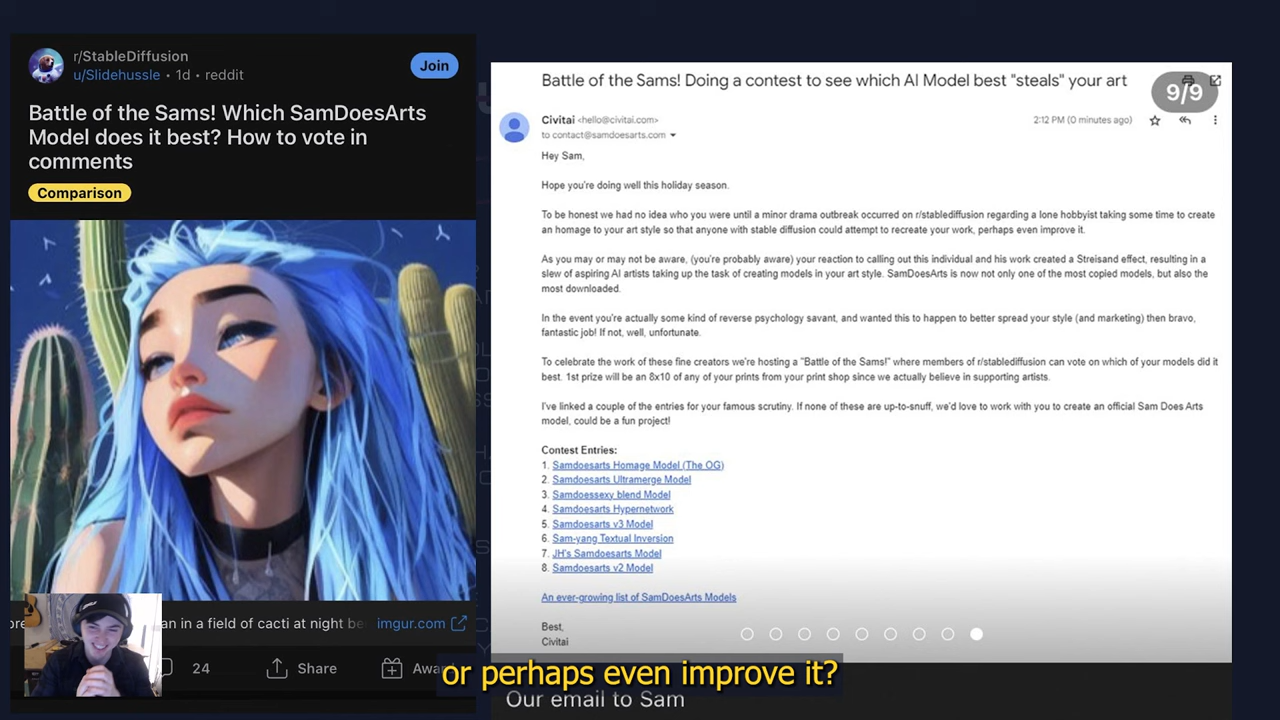 r/StableDiffusion
u/Slidehussle • 1d • reddit
Join
Battle of the Sams! Which SamDoesArts
Model does it best? How to vote in
comments
Comparison
an in a field of cacti at night be
imgur.com
24
Share
Battle of the Sams! Doing a contest to see which AI Model best "steals" your art
9/9
Civitai <hello@civitai.com>
2:12 PM (0 minutes ago)
to contact@samdoesarts.com
Hey Sam,
Hope you're doing well this holiday season.
To be honest we had no idea who you were until a minor drama outbreak occurred on r/stablediffusion regarding a lone hobbyist taking some time to create
an homage to your art style so that anyone with stable diffusion could attempt to recreate your work, perhaps even improve it.
As you may or may not be aware, (you're probably aware) your reaction to calling out this individual and his work created a Streisand effect, resulting in a
slew of aspiring AI artists taking up the task of creating models in your art style. SamDoesArts is now not only one of the most copied models, but also the
most downloaded.
In the event you're actually some kind of reverse psychology savant, and wanted this to happen to better spread your style (and marketing) then bravo,
fantastic job! If not, well, unfortunate.
To celebrate the work of these fine creators we're hosting a "Battle of the Sams!" where members of r/stablediffusion can vote on which of your models did it
best. 1st prize will be an 8x10 of any of your prints from your print shop since we actually believe in supporting artists.
I've linked a couple of the entries for your famous scrutiny. If none of these are up-to-snuff, we'd love to work with you to create an official Sam Does Arts
model, could be a fun project!
Contest Entries:
1. Samdoesarts Homage Model (The OG)
2. Samdoesarts Ultramerge Model
3. Samdoessexy blend Model
4. Samdoesarts Hypernetwork
5. Samdoesarts v3 Model
6. Sam-yang Textual Inversion
7. JH's Samdoesarts Model
8. Samdoesarts v2 Model
An ever-growing list of SamDoesArts Models
Best,
Civitai
or perhaps even improve it?
Our email to Sam